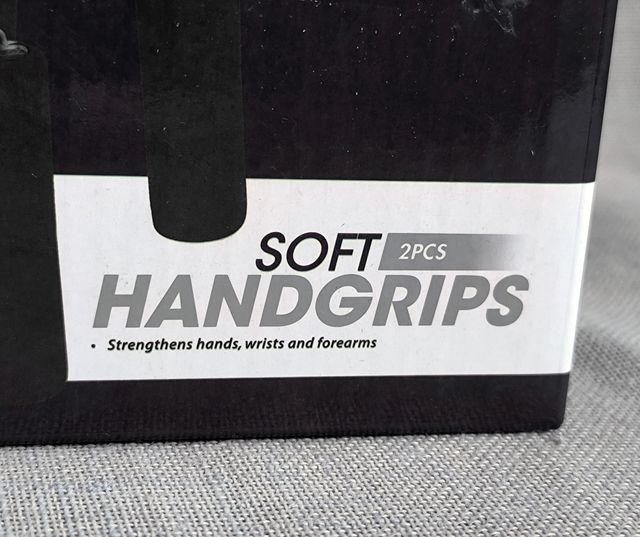 SOFT 2PCS
HANDGRIPS
• Strengthens hands, wrists and forearms